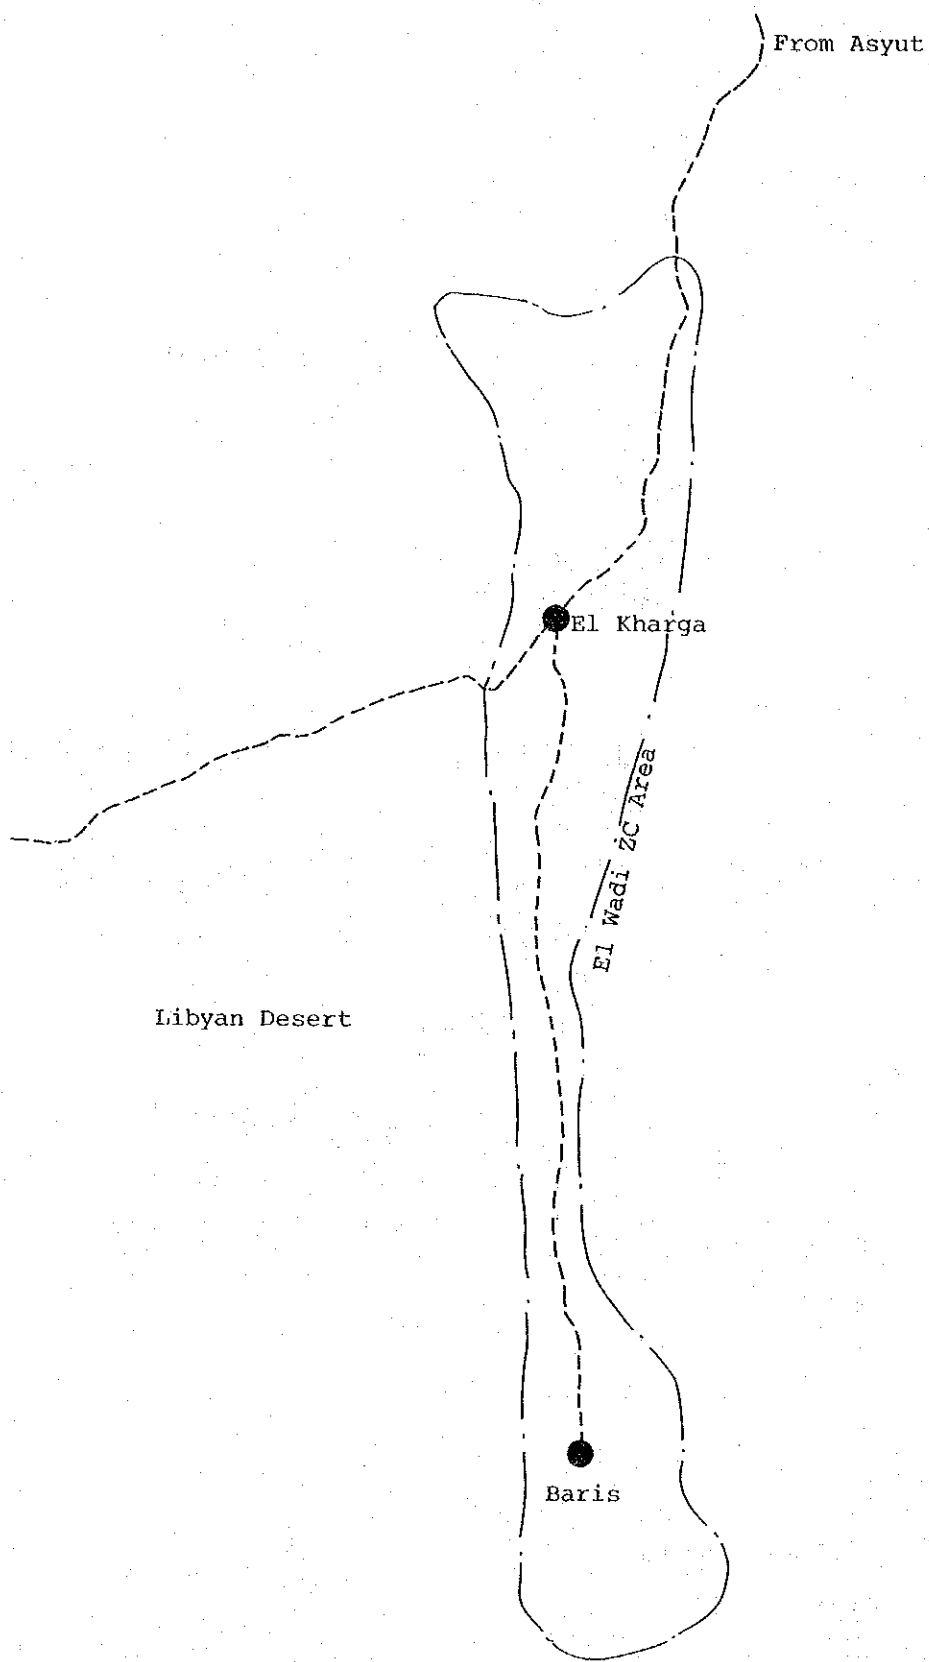 From Asyut
El Kharga
El Wadi ZC Area
Libyan Desert
Baris